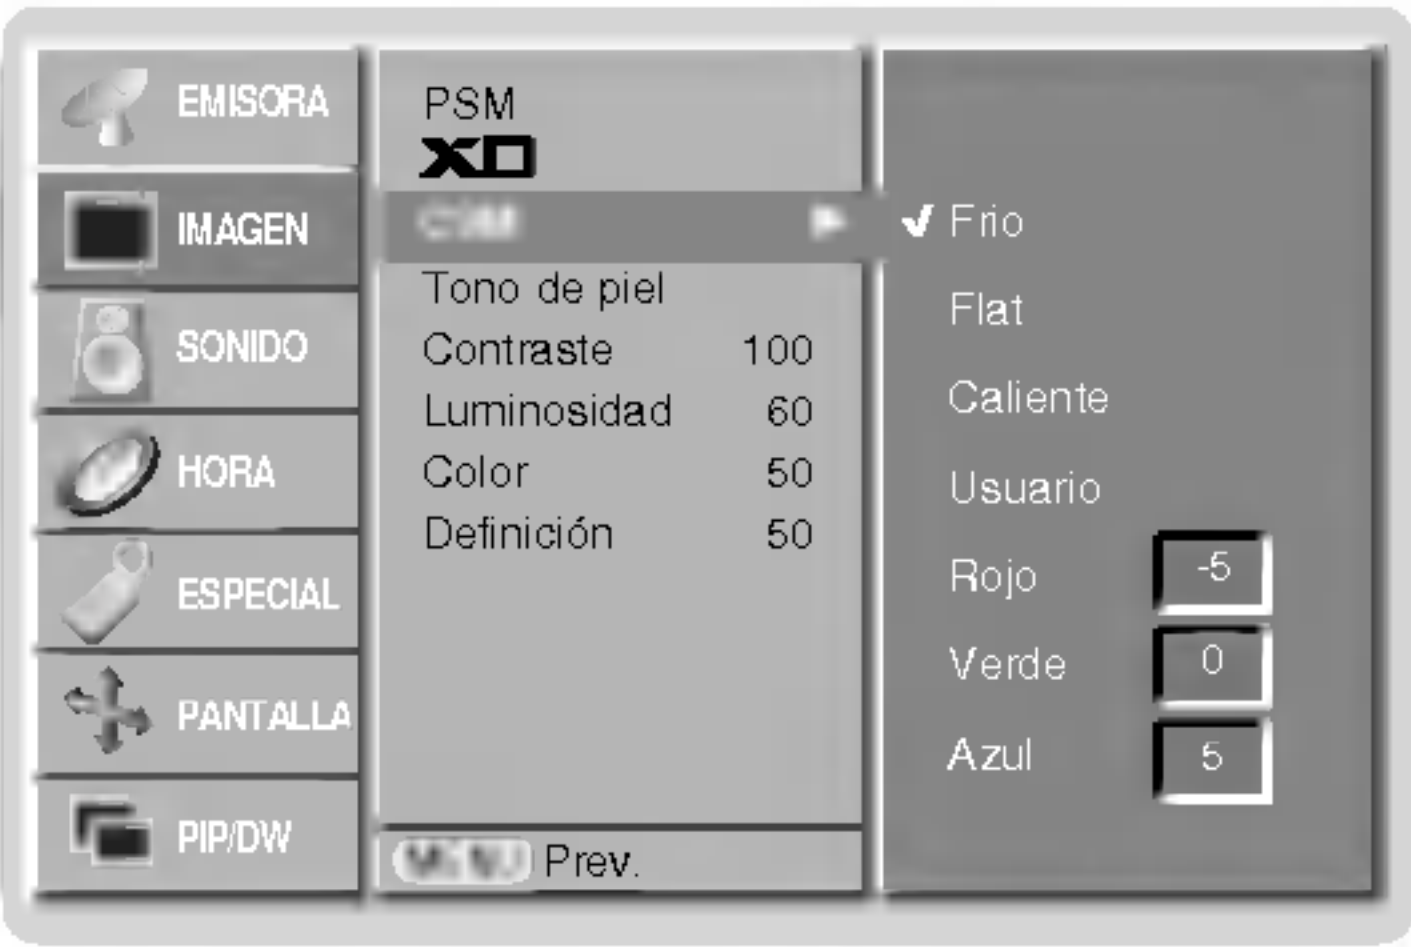 EMISORA
IMAGEN
SONIDO
HORA
ESPECIAL
PANTALLA
PIP/DW
PSM
XD
Tono de piel
Contraste 100
Luminosidad 60
Color 50
Definición 50
Prev.
Frio
Flat
Caliente
Usuario
Rojo -5
Verde 0
Azul 5